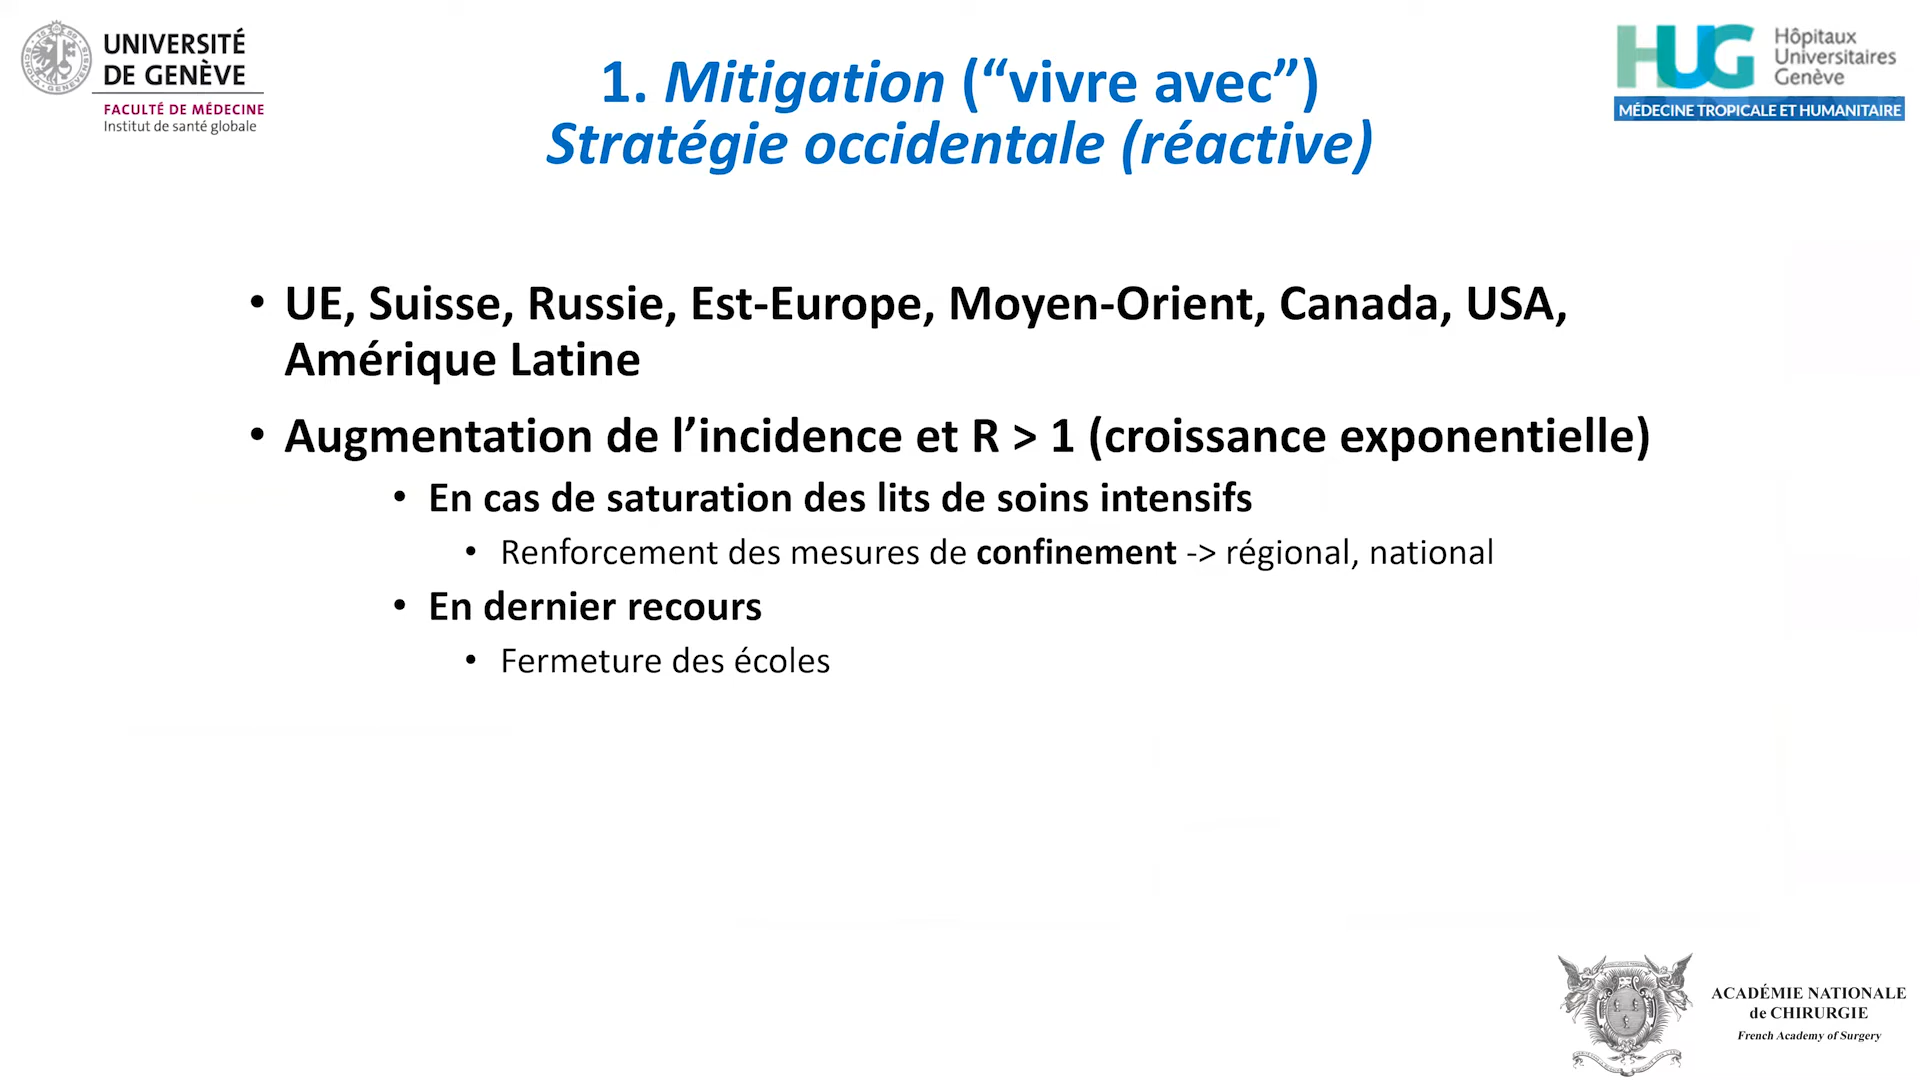 UNIVERSITÉ
DE GENÈVE
FACULTÉ DE MÉDECINE
Institut de santé globale
1. Mitigation (“vivre avec”)
Stratégie occidentale (réactive)
HUG
Hôpitaux
Universitaires
Genève
MÉDECINE TROPICALE ET HUMANITAIRE
• UE, Suisse, Russie, Est-Europe, Moyen-Orient, Canada, USA,
Amérique Latine
• Augmentation de l’incidence et R > 1 (croissance exponentielle)
• En cas de saturation des lits de soins intensifs
• Renforcement des mesures de confinement -> régional, national
• En dernier recours
• Fermeture des écoles
ACADÉMIE NATIONALE
de CHIRURGIE
French Academy of Surgery